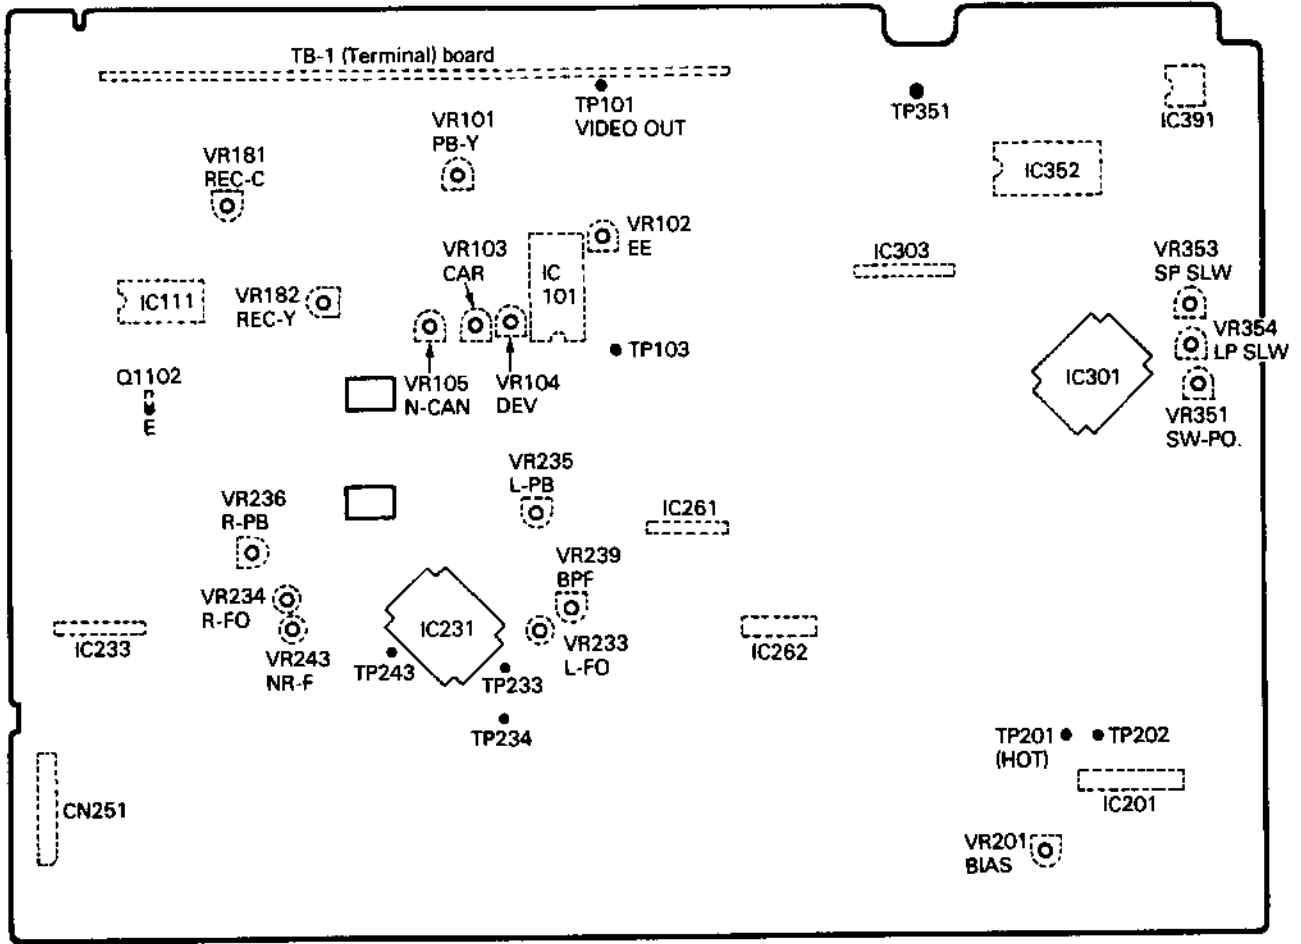 TB-1 (Terminal) board
TP101
VIDEO OUT
TP351
IC391
VR101
PB-Y
VR181
REC-C
IC352
VR102
EE
VR103
CAR
IC
101
IC303
VR353
SP SLW
IC111
VR182
REC-Y
VR354
LP SLW
TP103
IC301
Q1102
E
VR105
N-CAN
VR104
DEV
VR351
SW-PO.
VR235
L-PB
VR236
R-PB
IC261
VR239
BPF
VR234
R-FO
IC231
IC233
VR243
NR-F
TP243
TP233
VR233
L-FO
IC262
TP234
TP201
(HOT)
TP202
IC201
CN251
VR201
BIAS